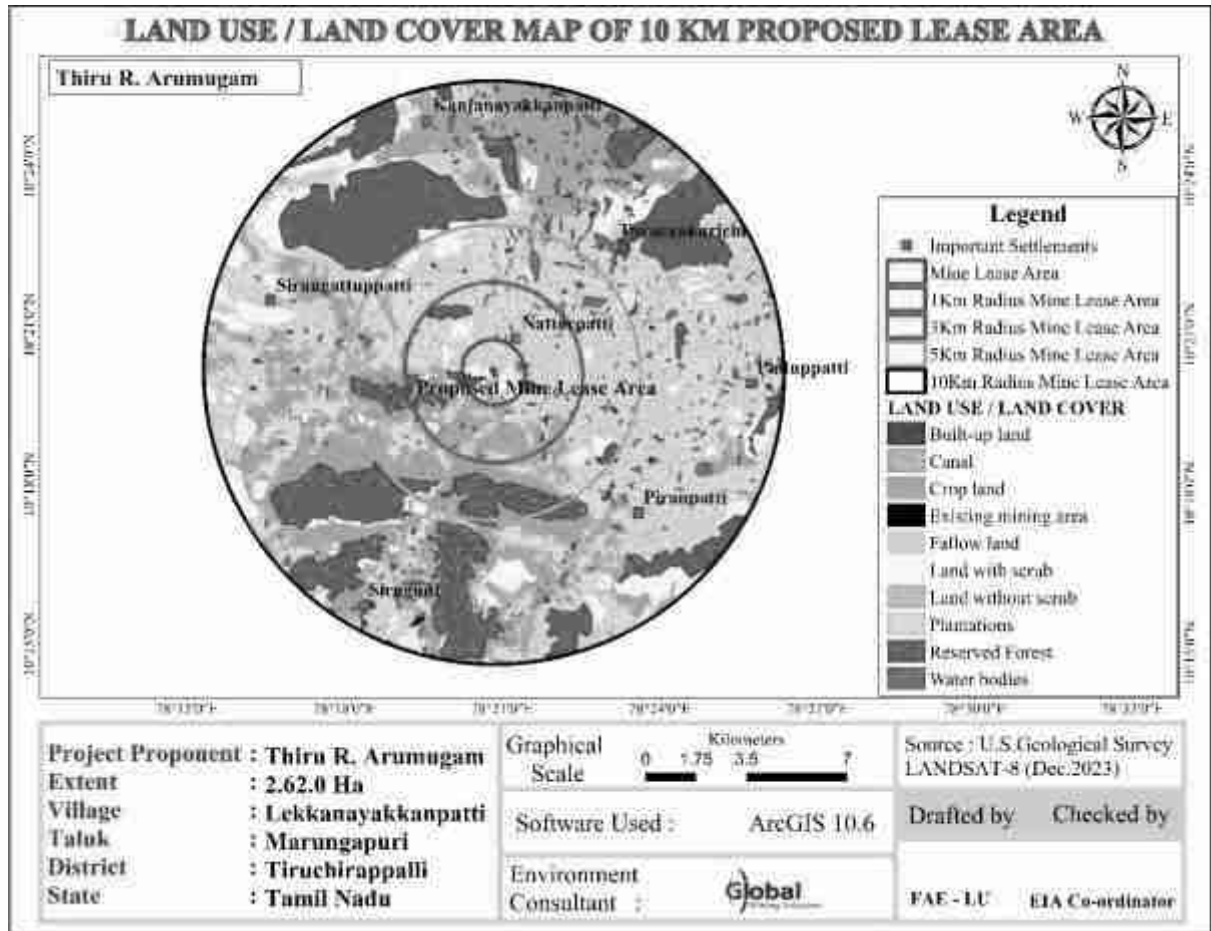 LAND USE / LAND COVER MAP OF 10 KM PROPOSED LEASE AREA
Thiru R. Arumugam
N
W E
S
Kanjanayakkanpatti
Sirangattuppatti
Natturpatti
Proposed Mine Lease Area
Piranpatti
Sirugudi
Legend
Important Settlements
Mine Lease Area
1Km Radius Mine Lease Area
3Km Radius Mine Lease Area
5Km Radius Mine Lease Area
10Km Radius Mine Lease Area
LAND USE / LAND COVER
Built-up land
Canal
Crop land
Existing mining area
Fallow land
Land with scrub
Land without scrub
Plantations
Reserved Forest
Water bodies
Project Proponent : Thiru R. Arumugam
Extent : 2.62.0 Ha
Village : Lekkanayakkanpatti
Taluk : Marungapuri
District : Tiruchirappalli
State : Tamil Nadu
Graphical Scale
Kilometers
0 1.75 3.5 7
Software Used : ArcGIS 10.6
Environment Consultant :
Global
Source : U.S.Geological Survey
LANDSAT-8 (Dec.2023)
Drafted by Checked by
FAE - LU EIA Co-ordinator